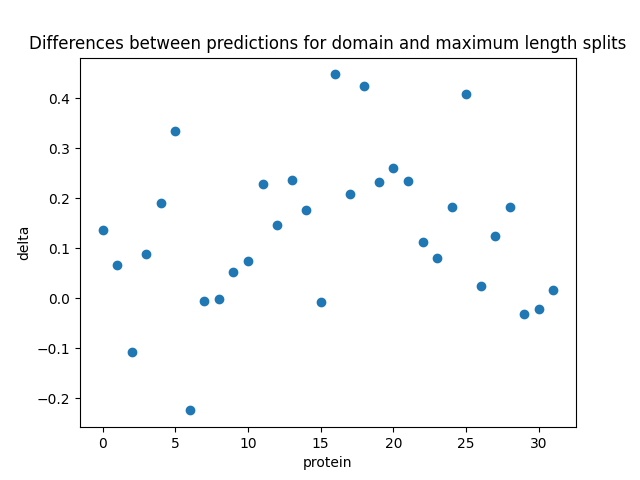 Differences between predictions for domain and maximum length splits
delta
0.4
0.3
0.2
0.1
0.0
−0.1
−0.2
0 5 10 15 20 25 30
protein